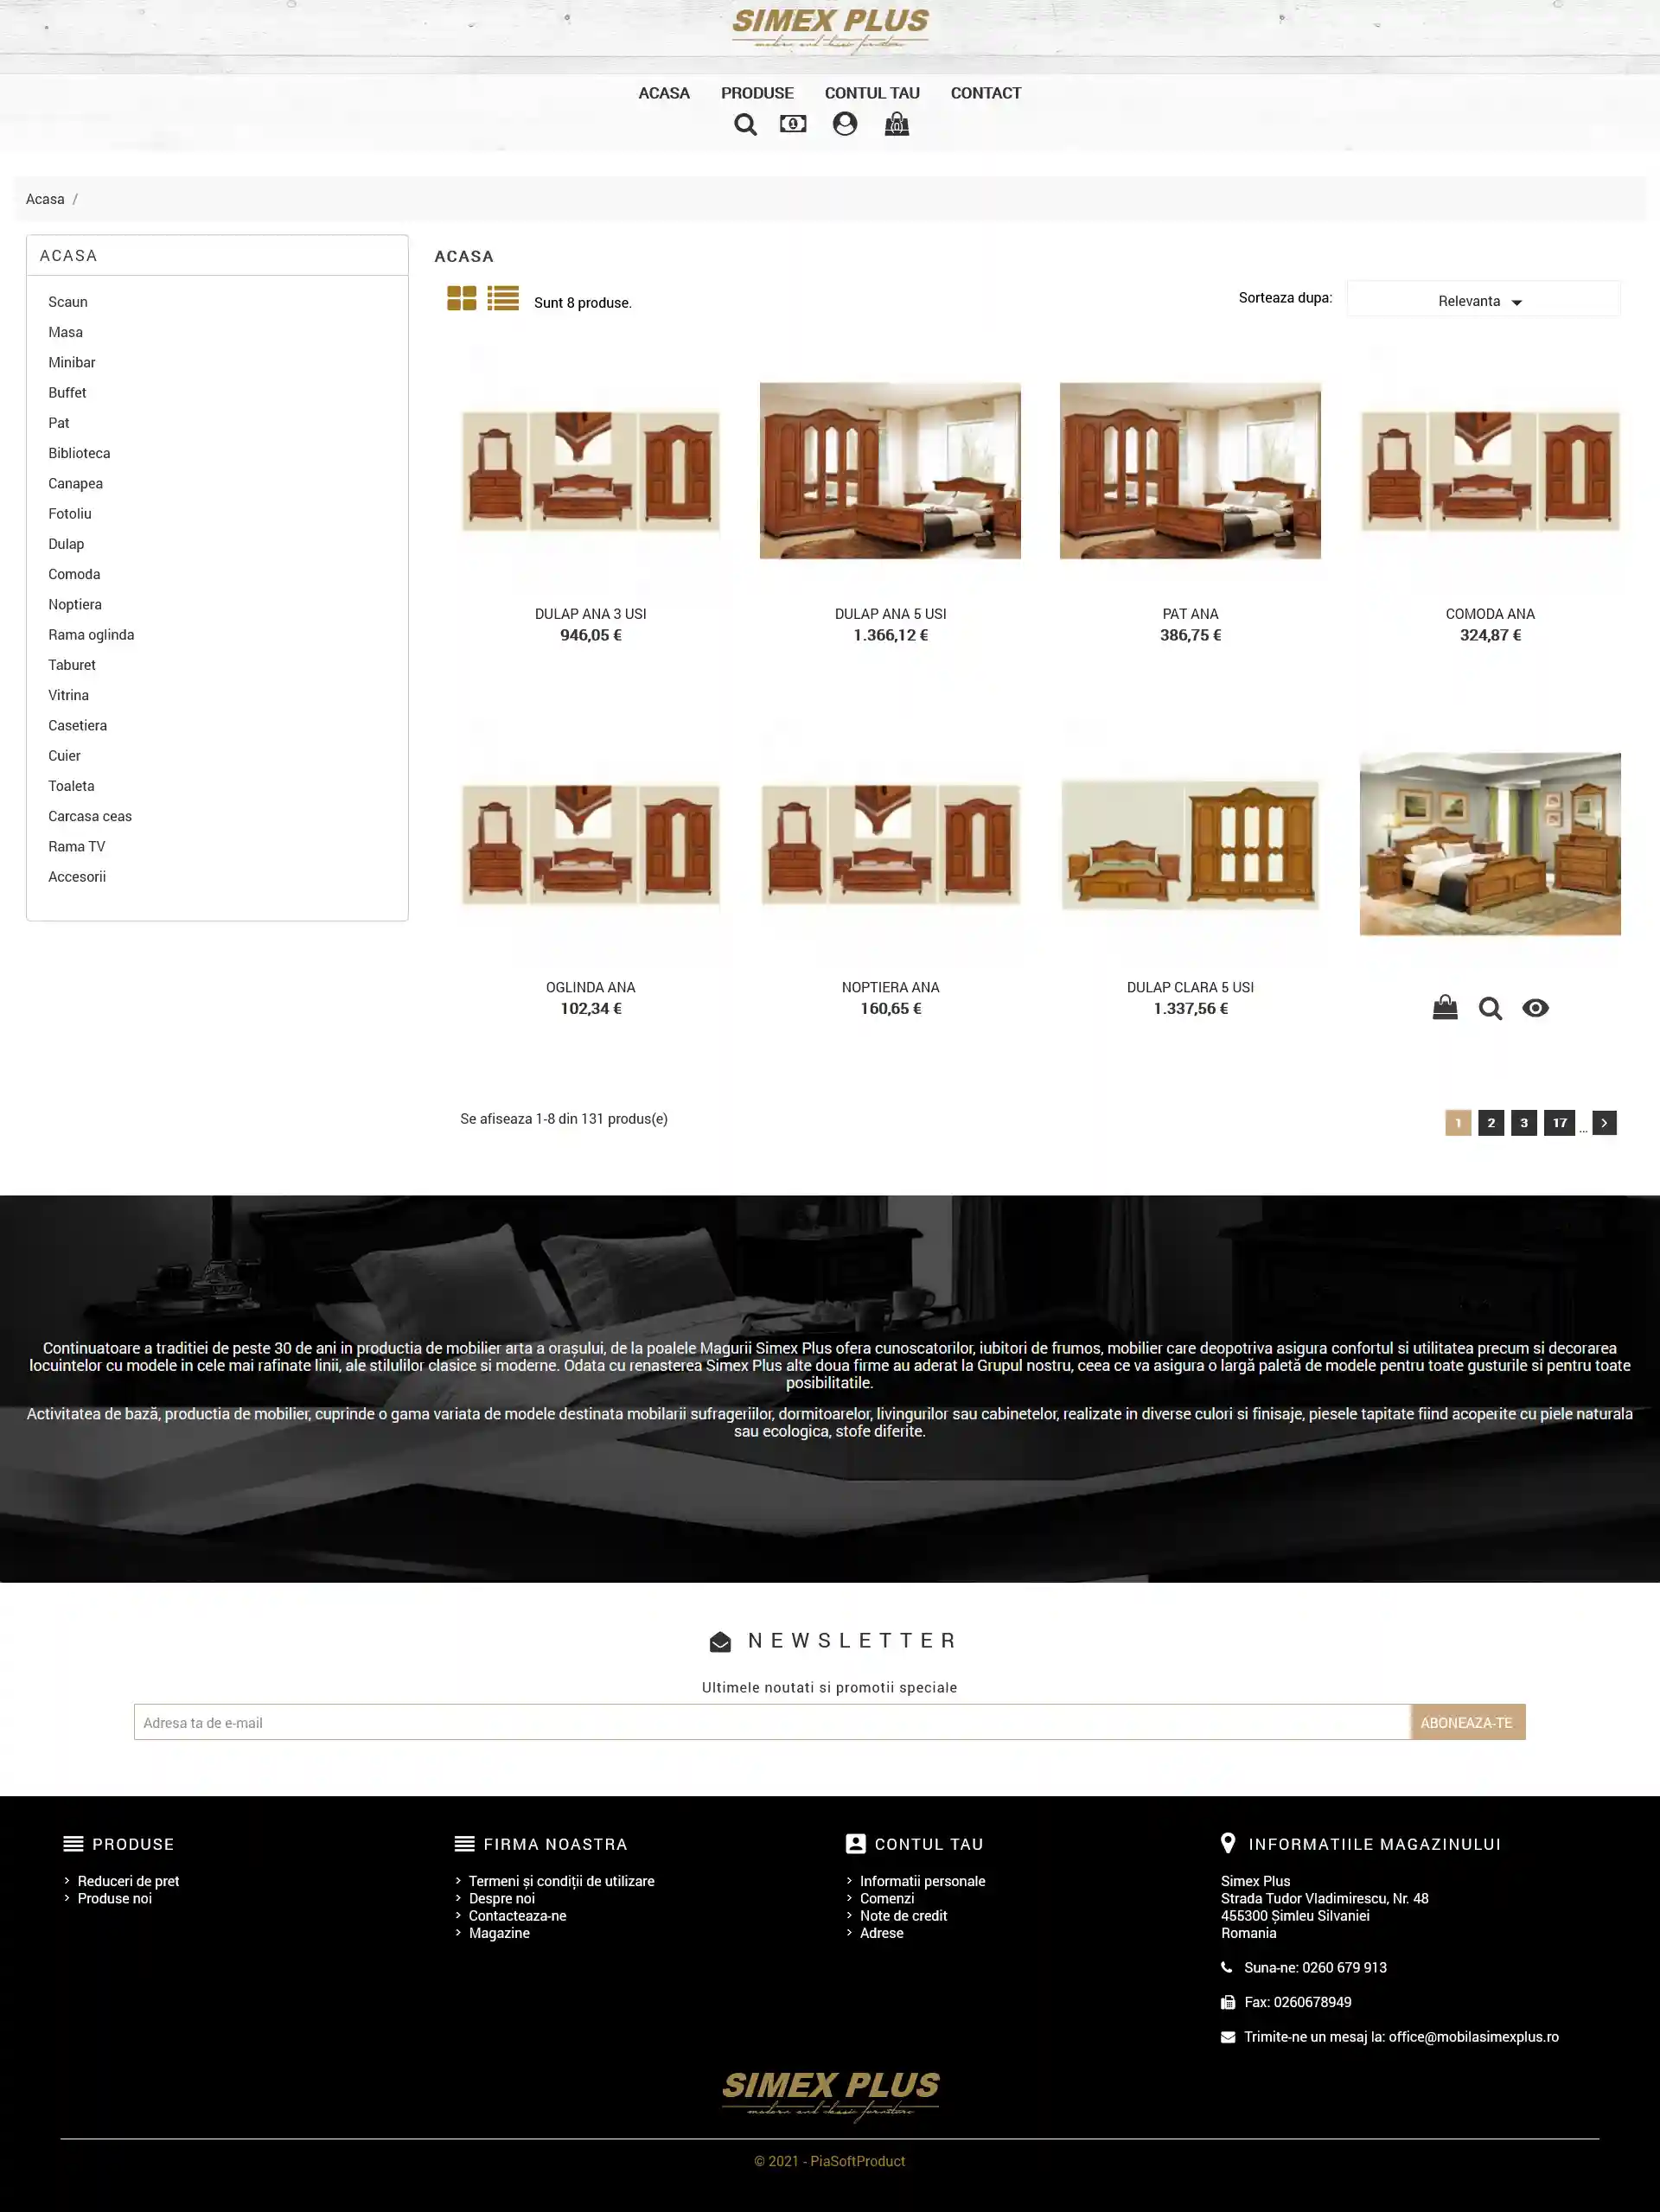 SIMEX PLUS
modern and classic furniture
ACASA PRODUSE CONTUL TAU CONTACT
(0)
Acasa /
ACASA
Scaun
Masa
Minibar
Buffet
Pat
Biblioteca
Canapea
Fotoliu
Dulap
Comoda
Noptiera
Rama oglinda
Taburet
Vitrina
Casetiera
Cuier
Toaleta
Carcasa ceas
Rama TV
Accesorii
ACASA
Sunt 8 produse.
Sorteaza dupa: Relevanta
DULAP ANA 3 USI
946,05 €
DULAP ANA 5 USI
1.366,12 €
PAT ANA
386,75 €
COMODA ANA
324,87 €
OGLINDA ANA
102,34 €
NOPTIERA ANA
160,65 €
DULAP CLARA 5 USI
1.337,56 €
Se afiseaza 1-8 din 131 produs(e)
1 2 3 17 ...
Continuatoare a traditiei de peste 30 de ani in productia de mobilier arta a orașului, de la poalele Magurii Simex Plus ofera cunoscatorilor, iubitori de frumos, mobilier care deopotriva asigura confortul si utilitatea precum si decorarea
locuintelor cu modele in cele mai rafinate linii, ale stilulilor clasice si moderne. Odata cu renasterea Simex Plus alte doua firme au aderat la Grupul nostru, ceea ce va asigura o largă paletă de modele pentru toate gusturile si pentru toate
posibilitatile.
Activitatea de bază, productia de mobilier, cuprinde o gama variata de modele destinata mobilarii sufrageriilor, dormitoarelor, livingurilor sau cabinetelor, realizate in diverse culori si finisaje, piesele tapitate fiind acoperite cu piele naturala
sau ecologica, stofe diferite.
NEWSLETTER
Ultimele noutati si promotii speciale
Adresa ta de e-mail
ABONEAZA-TE
PRODUSE
Reduceri de pret
Produse noi
FIRMA NOASTRA
Termeni și condiții de utilizare
Despre noi
Contacteaza-ne
Magazine
CONTUL TAU
Informatii personale
Comenzi
Note de credit
Adrese
INFORMATIILE MAGAZINULUI
Simex Plus
Strada Tudor Vladimirescu, Nr. 48
455300 Șimleu Silvaniei
Romania
Suna-ne: 0260 679 913
Fax: 0260678949
Trimite-ne un mesaj la: office@mobilasimexplus.ro
SIMEX PLUS
modern and classic furniture
© 2021 - PiaSoftProduct